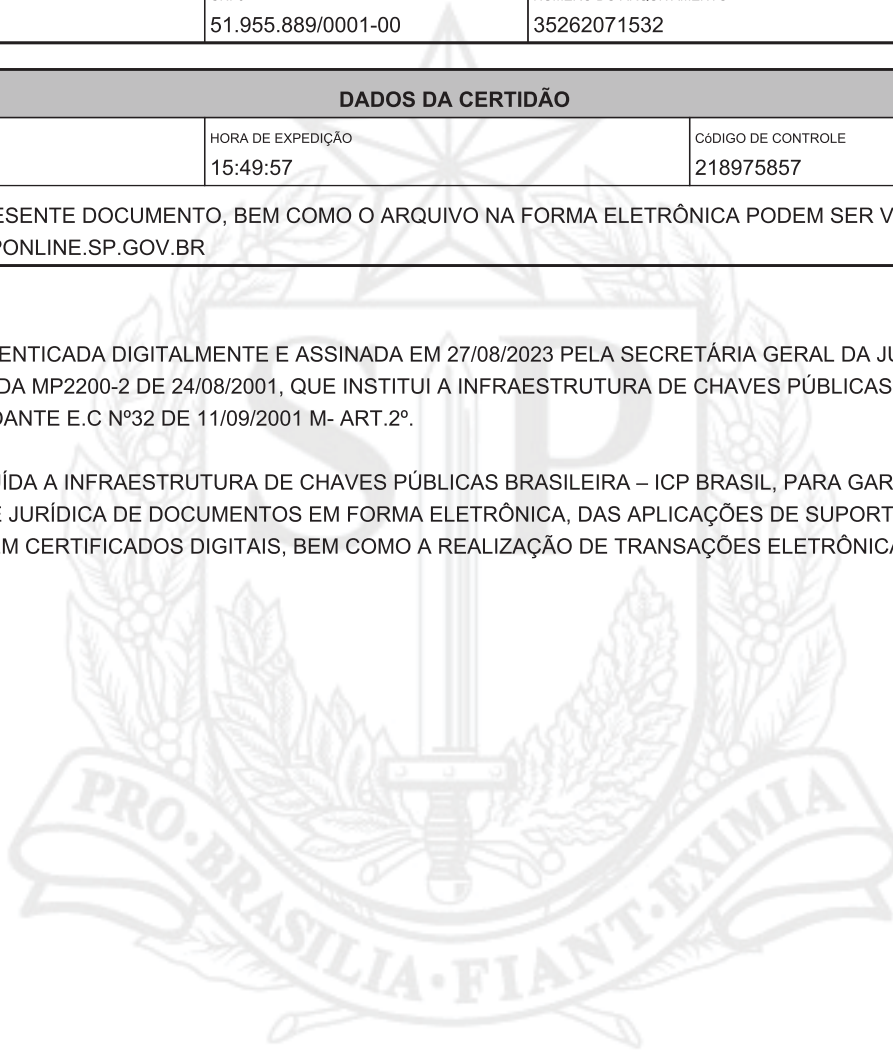 51.955.889/0001-00 35262071532
DADOS DA CERTIDÃO
HORA DE EXPEDIÇÃO CóDIGO DE CONTROLE
15:49:57 218975857
ESENTE DOCUMENTO, BEM COMO O ARQUIVO NA FORMA ELETRÔNICA PODEM SER V
ONLINE.SP.GOV.BR
ENTICADA DIGITALMENTE E ASSINADA EM 27/08/2023 PELA SECRETÁRIA GERAL DA JU
DA MP2200-2 DE 24/08/2001, QUE INSTITUI A INFRAESTRUTURA DE CHAVES PÚBLICAS
DANTE E.C Nº32 DE 11/09/2001 M- ART.2º.
ÍDA A INFRAESTRUTURA DE CHAVES PÚBLICAS BRASILEIRA – ICP BRASIL, PARA GAR
E JURÍDICA DE DOCUMENTOS EM FORMA ELETRÔNICA, DAS APLICAÇÕES DE SUPORT
EM CERTIFICADOS DIGITAIS, BEM COMO A REALIZAÇÃO DE TRANSAÇÕES ELETRÔNICA
S P
PRO·BRASILIA·FIANT·EXIMIA